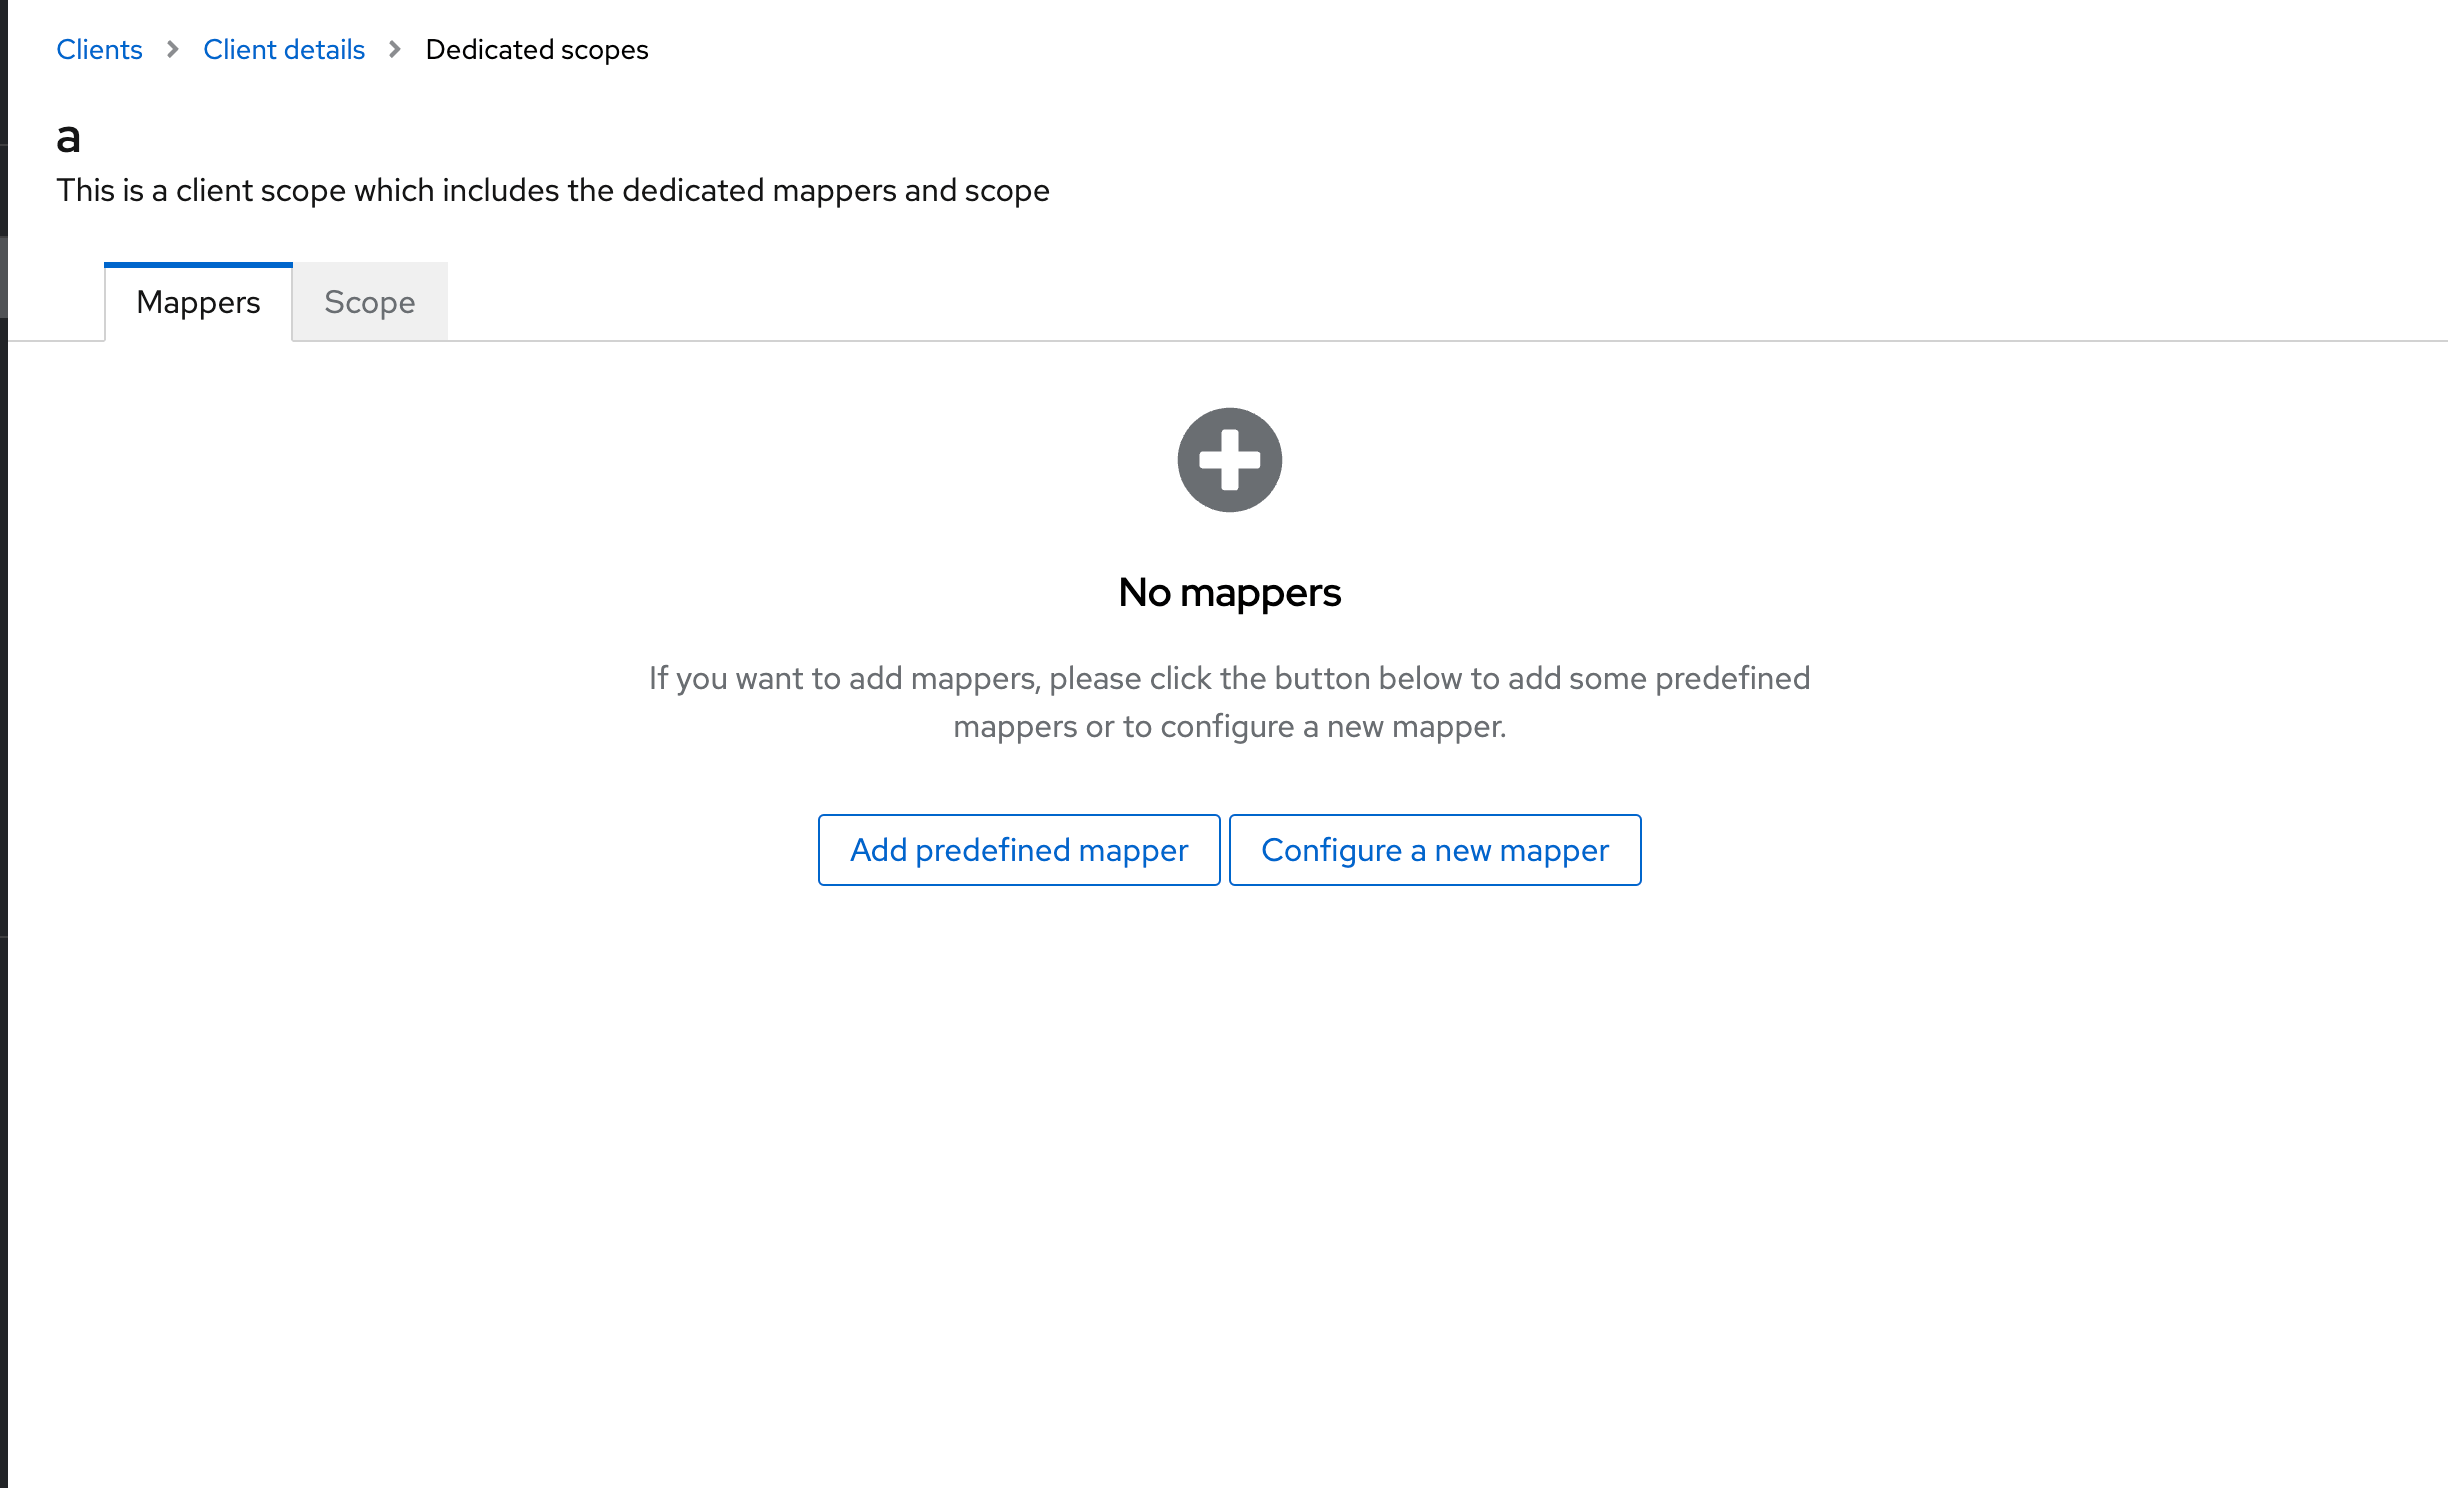 Clients > Client details > Dedicated scopes
a
This is a client scope which includes the dedicated mappers and scope
Mappers Scope
No mappers
If you want to add mappers, please click the button below to add some predefined
mappers or to configure a new mapper.
Add predefined mapper Configure a new mapper